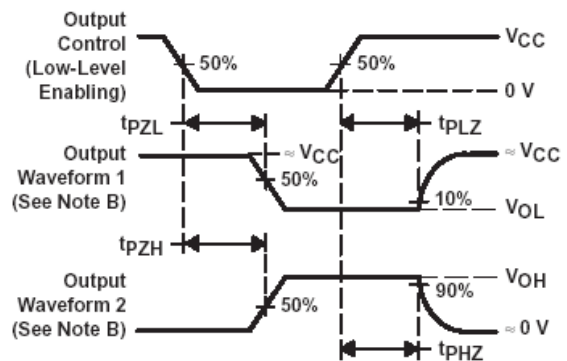 Output
Control
(Low-Level
Enabling)
50%
50%
VCC
0 V
tPZL
tPLZ
Output
Waveform 1
(See Note B)
≈ VCC
50%
≈ VCC
10%
VOL
tPZH
Output
Waveform 2
(See Note B)
50%
VOH
90%
≈ 0 V
tPHZ